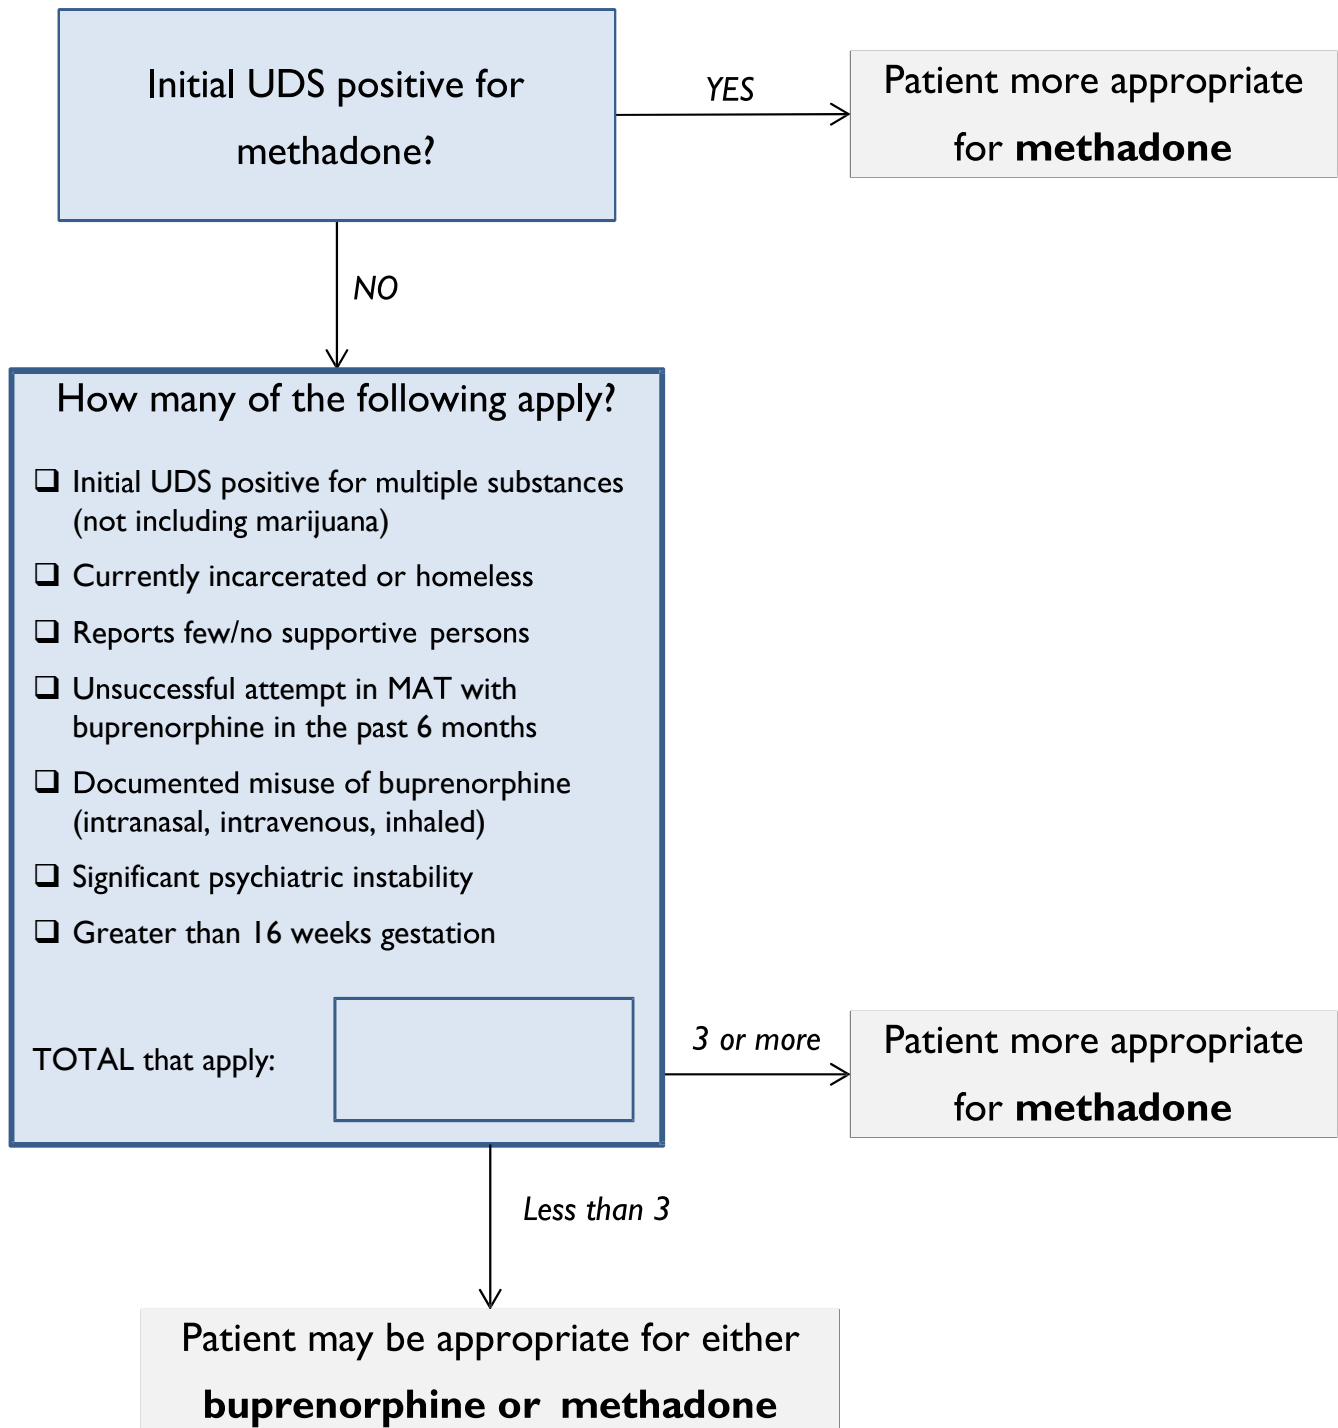 Initial UDS positive for
methadone?
YES
Patient more appropriate
for methadone
NO
How many of the following apply?
❑ Initial UDS positive for multiple substances
(not including marijuana)
❑ Currently incarcerated or homeless
❑ Reports few/no supportive persons
❑ Unsuccessful attempt in MAT with
buprenorphine in the past 6 months
❑ Documented misuse of buprenorphine
(intranasal, intravenous, inhaled)
❑ Significant psychiatric instability
❑ Greater than 16 weeks gestation
TOTAL that apply:
3 or more
Patient more appropriate
for methadone
Less than 3
Patient may be appropriate for either
buprenorphine or methadone